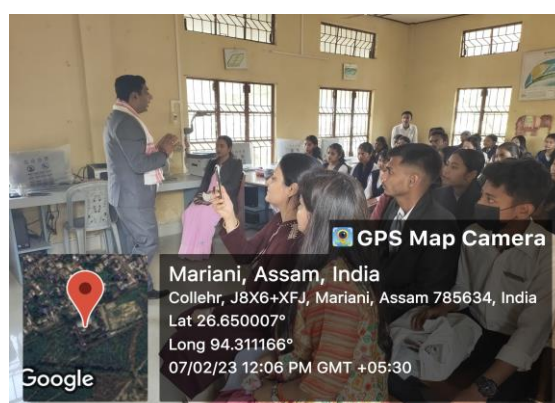 GPS Map Camera
Mariani, Assam, India
Collehr, J8X6+XFJ, Mariani, Assam 785634, India
Lat 26.650007°
Long 94.311166°
07/02/23 12:06 PM GMT +05:30
Google